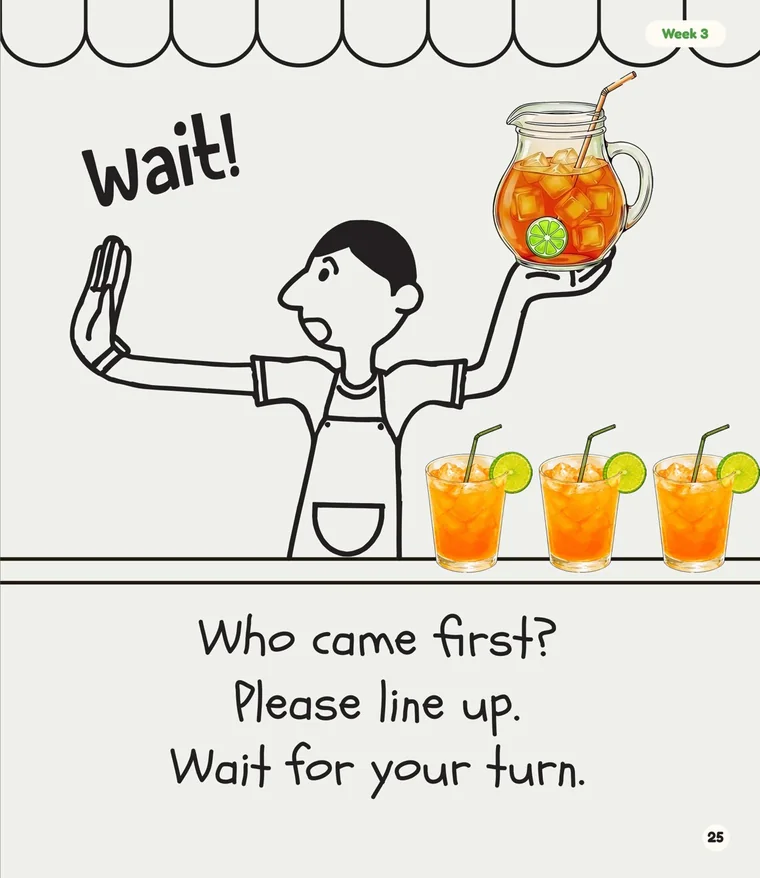 Week 3
Wait!
Who came first?
Please line up.
Wait for your turn.
25